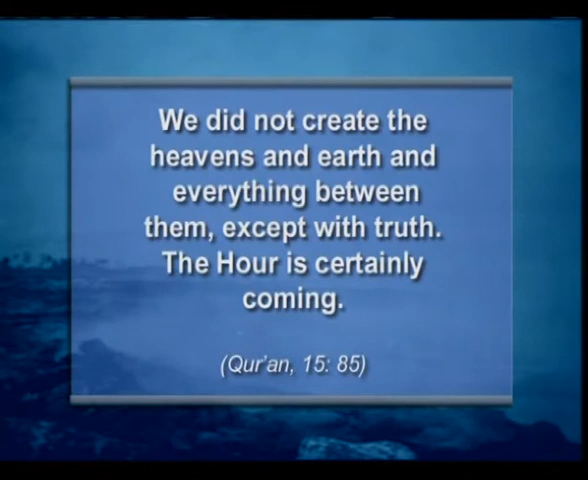 We did not create the
heavens and earth and
everything between
them, except with truth.
The Hour is certainly
coming.
(Qur'an, 15: 85)